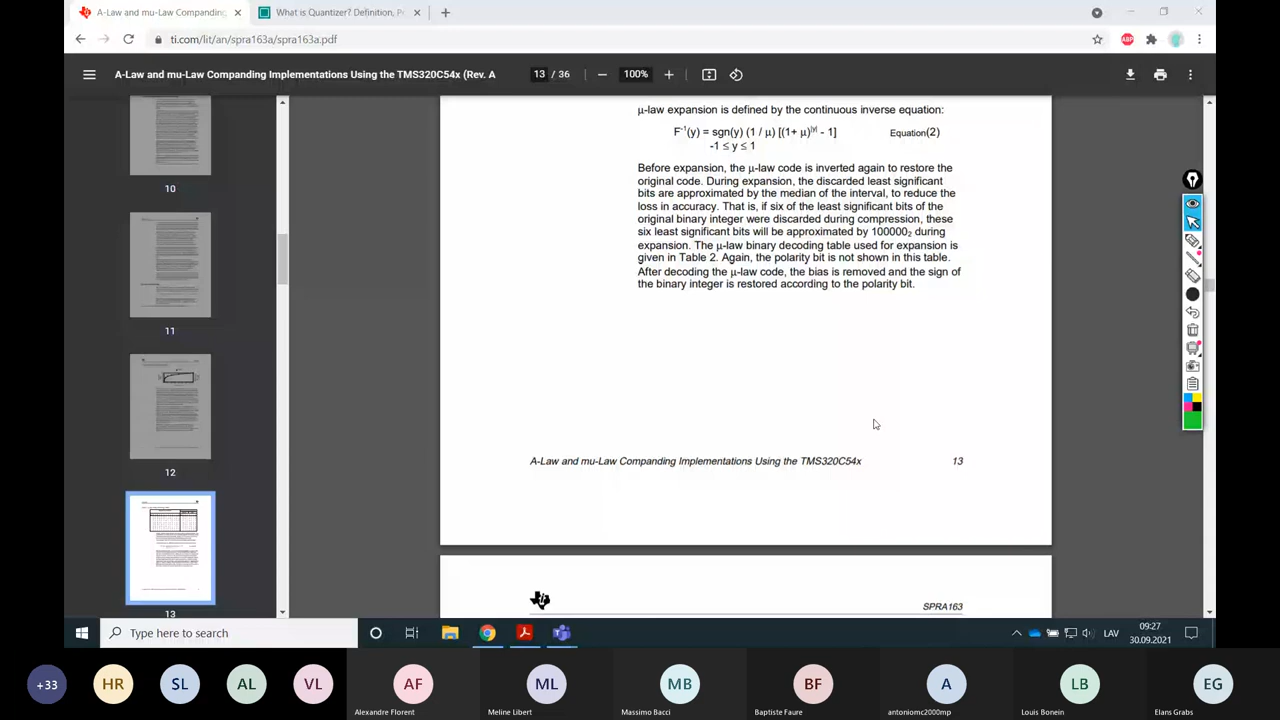 A-Law and mu-Law Companding
What is Quantizer? Definition, P
ti.com/lit/an/spra163a/spra163a.pdf
ABP
A-Law and mu-Law Companding Implementations Using the TMS320C54x (Rev. A
13 / 36
100%
10
11
12
13
μ-law expansion is defined by the continuous inverse equation:
F⁻¹(y) = sgn(y) (1 / μ) [(1+ μ)^|y| - 1] Equation(2)
-1 ≤ y ≤ 1
Before expansion, the μ-law code is inverted again to restore the
original code. During expansion, the discarded least significant
bits are approximated by the median of the interval, to reduce the
loss in accuracy. That is, if six of the least significant bits of the
original binary integer were discarded during compression, these
six least significant bits will be approximated by 100000₂ during
expansion. The μ-law binary decoding table used for expansion is
given in Table 2. Again, the polarity bit is not shown in this table.
After decoding the μ-law code, the bias is removed and the sign of
the binary integer is restored according to the polarity bit.
A-Law and mu-Law Companding Implementations Using the TMS320C54x 13
SPRA163
Type here to search
LAV
09:27
30.09.2021
+33
HR
SL
AL
VL
AF
Alexandre Florent
ML
Meline Libert
MB
Massimo Bacci
BF
Baptiste Faure
A
antoniomc2000mp
LB
Louis Bonein
EG
Elans Grabs